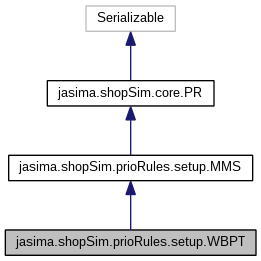 Serializable
jasima.shopSim.core.PR
jasima.shopSim.prioRules.setup.MMS
jasima.shopSim.prioRules.setup.WBPT